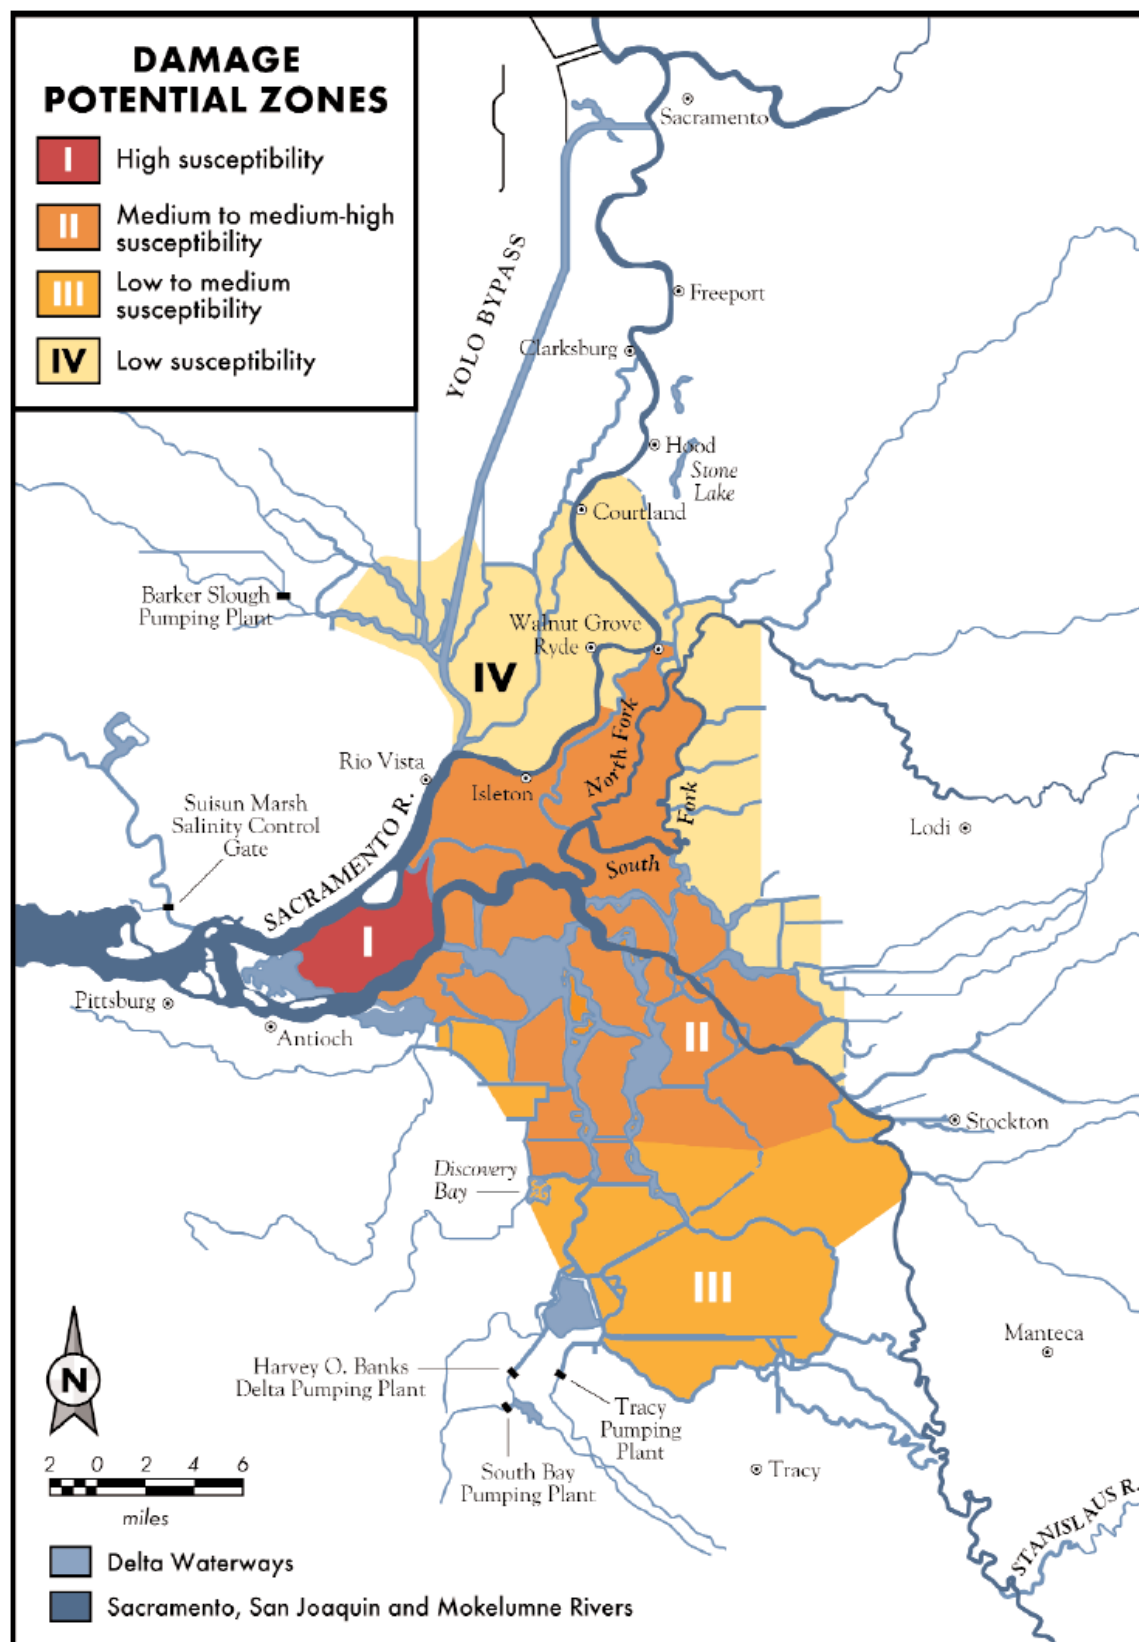 DAMAGE
POTENTIAL ZONES
I High susceptibility
II Medium to medium-high
susceptibility
III Low to medium
susceptibility
IV Low susceptibility
Sacramento
YOLO BYPASS
Freeport
Clarksburg
Hood
Stone
Lake
Courtland
Barker Slough
Pumping Plant
Walnut Grove
Ryde
IV
North Fork
Rio Vista
Isleton
Suisun Marsh
Salinity Control
Gate
SACRAMENTO R.
South
Fork
Lodi
I
Pittsburg
Antioch
II
Stockton
Discovery
Bay
III
Manteca
Harvey O. Banks
Delta Pumping Plant
Tracy
Pumping
Plant
South Bay
Pumping Plant
Tracy
STANISLAUS R.
N
2 0 2 4 6
miles
Delta Waterways
Sacramento, San Joaquin and Mokelumne Rivers